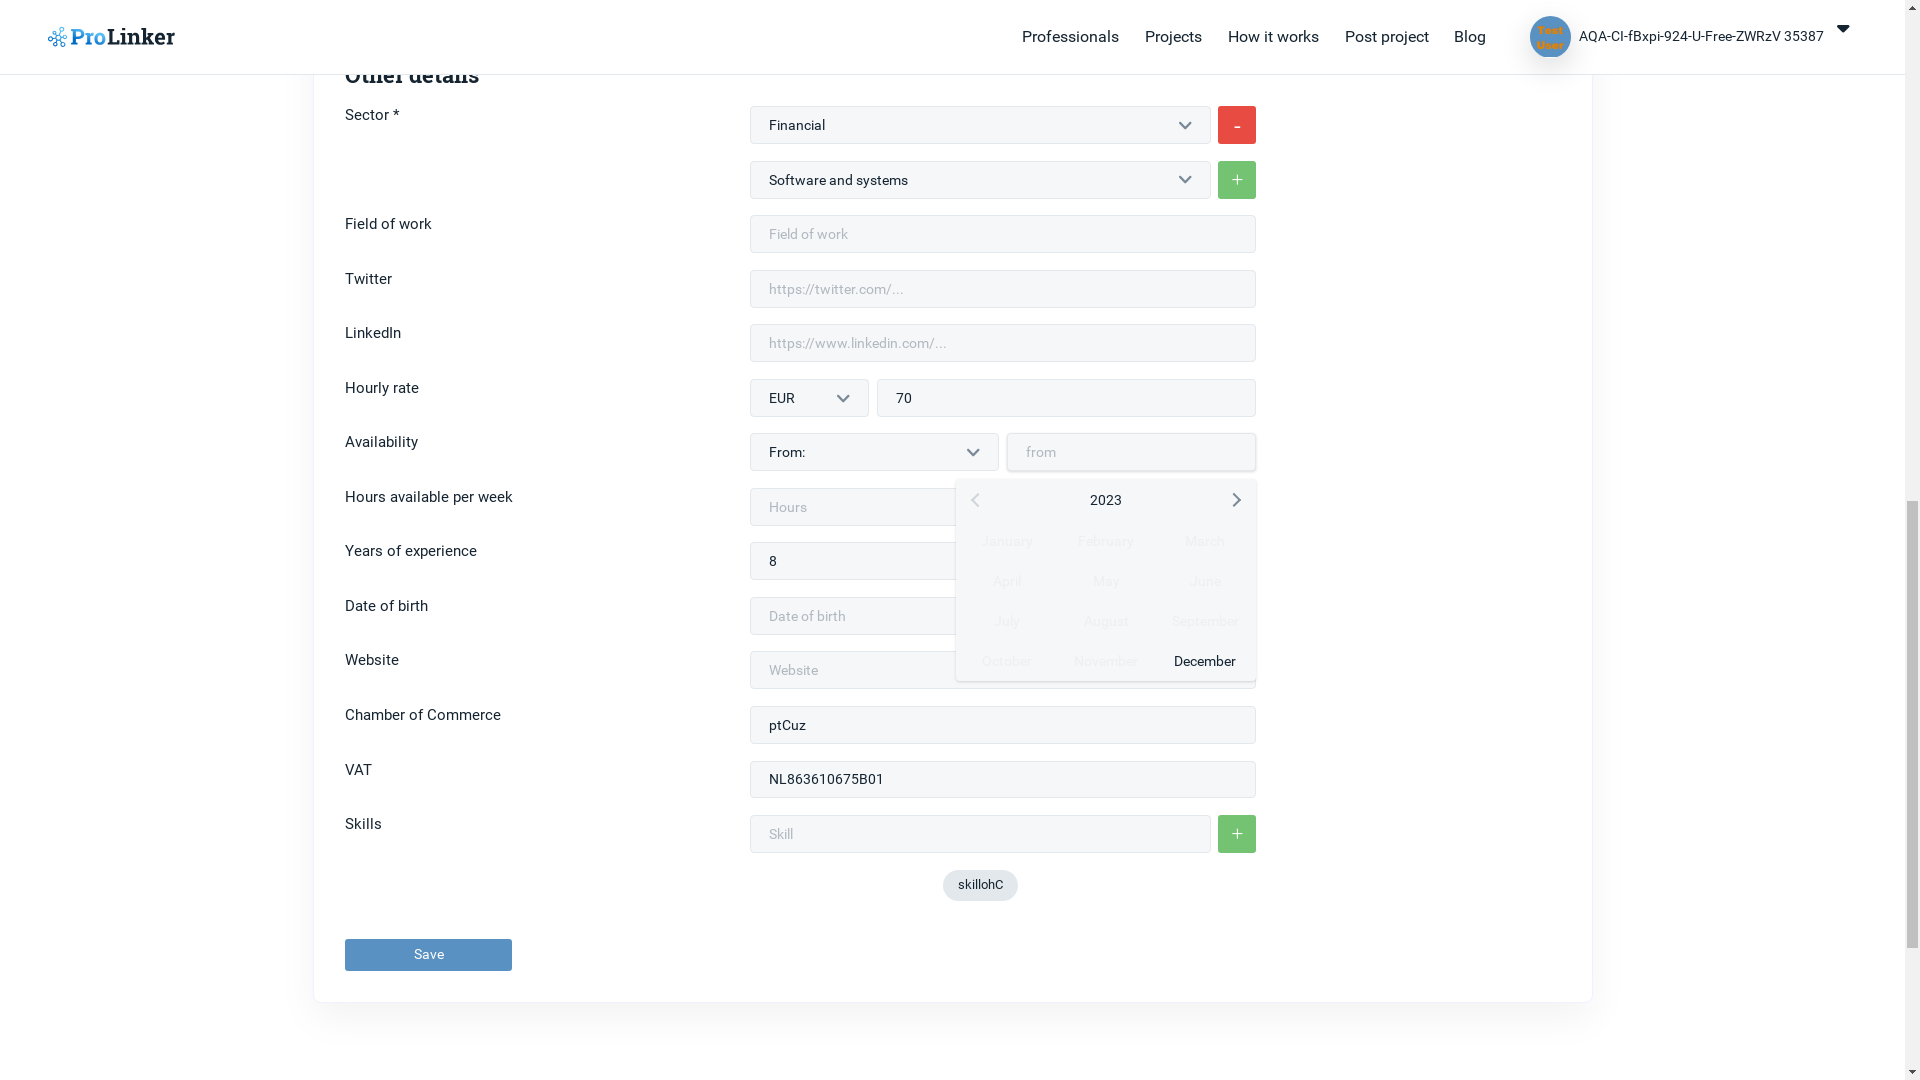 ProLinker
Professionals
Projects
How it works
Post project
Blog
Test
User
AQA-CI-fBxpi-924-U-Free-ZWRzV 35387
Other details
Sector *
Financial
-
Software and systems
+
Field of work
Field of work
Twitter
https://twitter.com/...
LinkedIn
https://www.linkedin.com/...
Hourly rate
EUR
70
Availability
From:
from
Hours available per week
Hours
2023
January February March
April May June
July August September
October November December
Years of experience
8
Date of birth
Date of birth
Website
Website
Chamber of Commerce
ptCuz
VAT
NL863610675B01
Skills
Skill
+
skillohC
Save